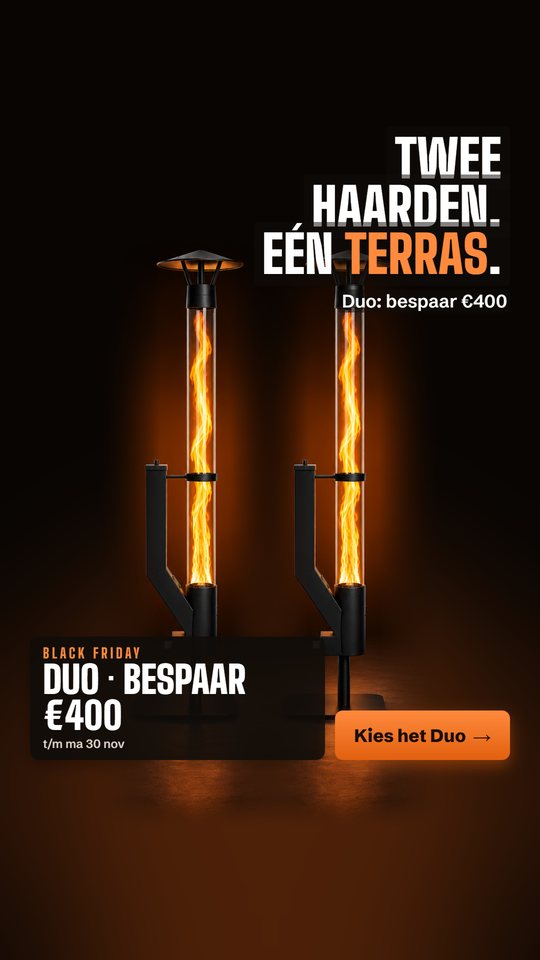 TWEE
HAARDEN.
EÉN TERRAS.
Duo: bespaar €400
BLACK FRIDAY
DUO · BESPAAR
€400
t/m ma 30 nov
Kies het Duo →